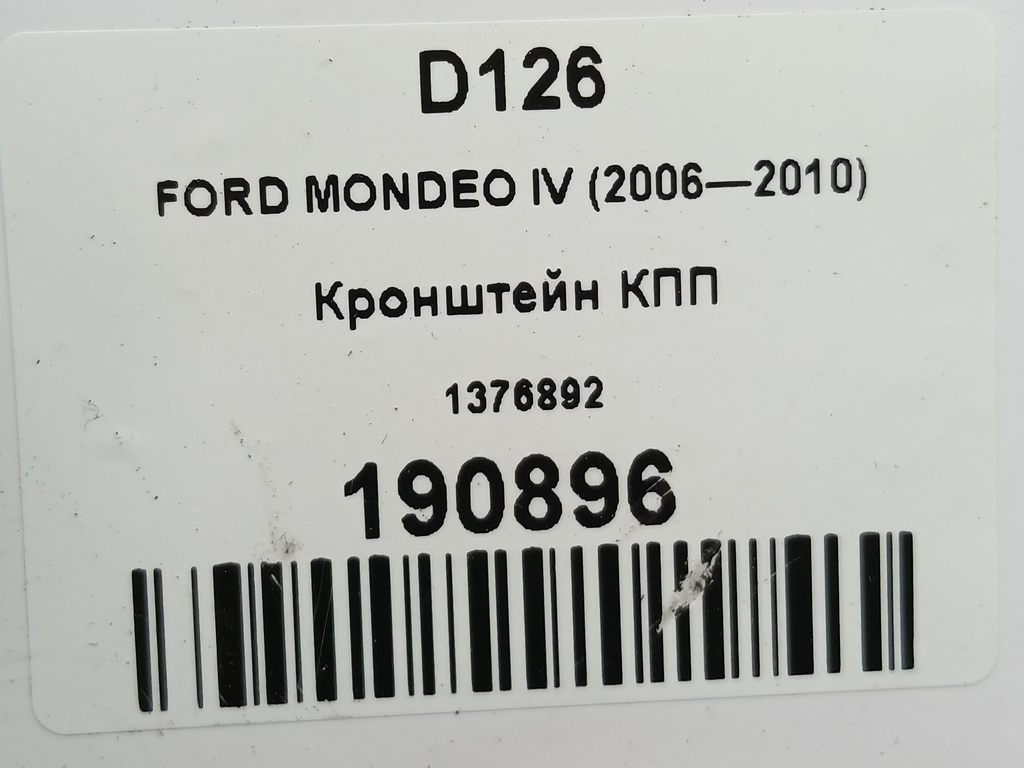 D126
FORD MONDEO IV (2006—2010)
Кронштейн КПП
1376892
190896